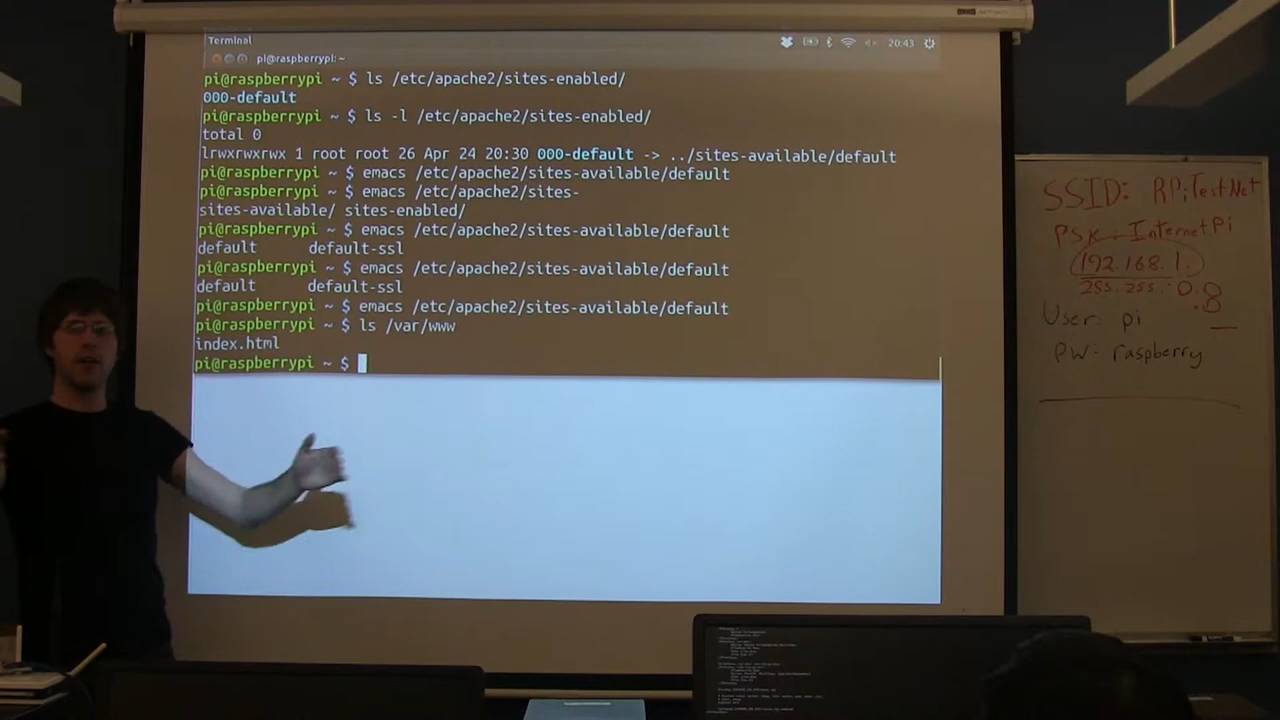 Terminal
20:43
pi@raspberrypi: ~
pi@raspberrypi ~ $ ls /etc/apache2/sites-enabled/
000-default
pi@raspberrypi ~ $ ls -l /etc/apache2/sites-enabled/
total 0
lrwxrwxrwx 1 root root 26 Apr 24 20:30 000-default -> ../sites-available/default
pi@raspberrypi ~ $ emacs /etc/apache2/sites-available/default
pi@raspberrypi ~ $ emacs /etc/apache2/sites-
sites-available/ sites-enabled/
pi@raspberrypi ~ $ emacs /etc/apache2/sites-available/default
default default-ssl
pi@raspberrypi ~ $ emacs /etc/apache2/sites-available/default
default default-ssl
pi@raspberrypi ~ $ emacs /etc/apache2/sites-available/default
pi@raspberrypi ~ $ ls /var/www
index.html
pi@raspberrypi ~ $
SSID: RPiTestNet
PSK: InternetPi
192.168.1.
255.255.
0.8
User: pi
PW: raspberry